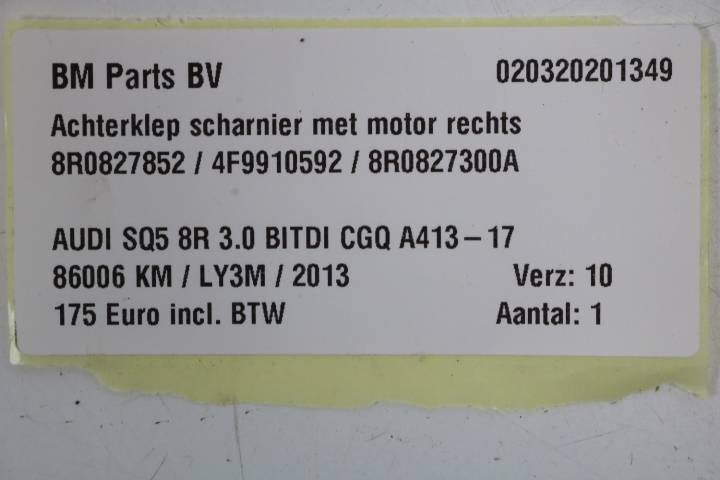 BM Parts BV 020320201349
Achterklep scharnier met motor rechts
8R0827852 / 4F9910592 / 8R0827300A
AUDI SQ5 8R 3.0 BITDI CGQ A413-17
86006 KM / LY3M / 2013 Verz: 10
175 Euro incl. BTW Aantal: 1